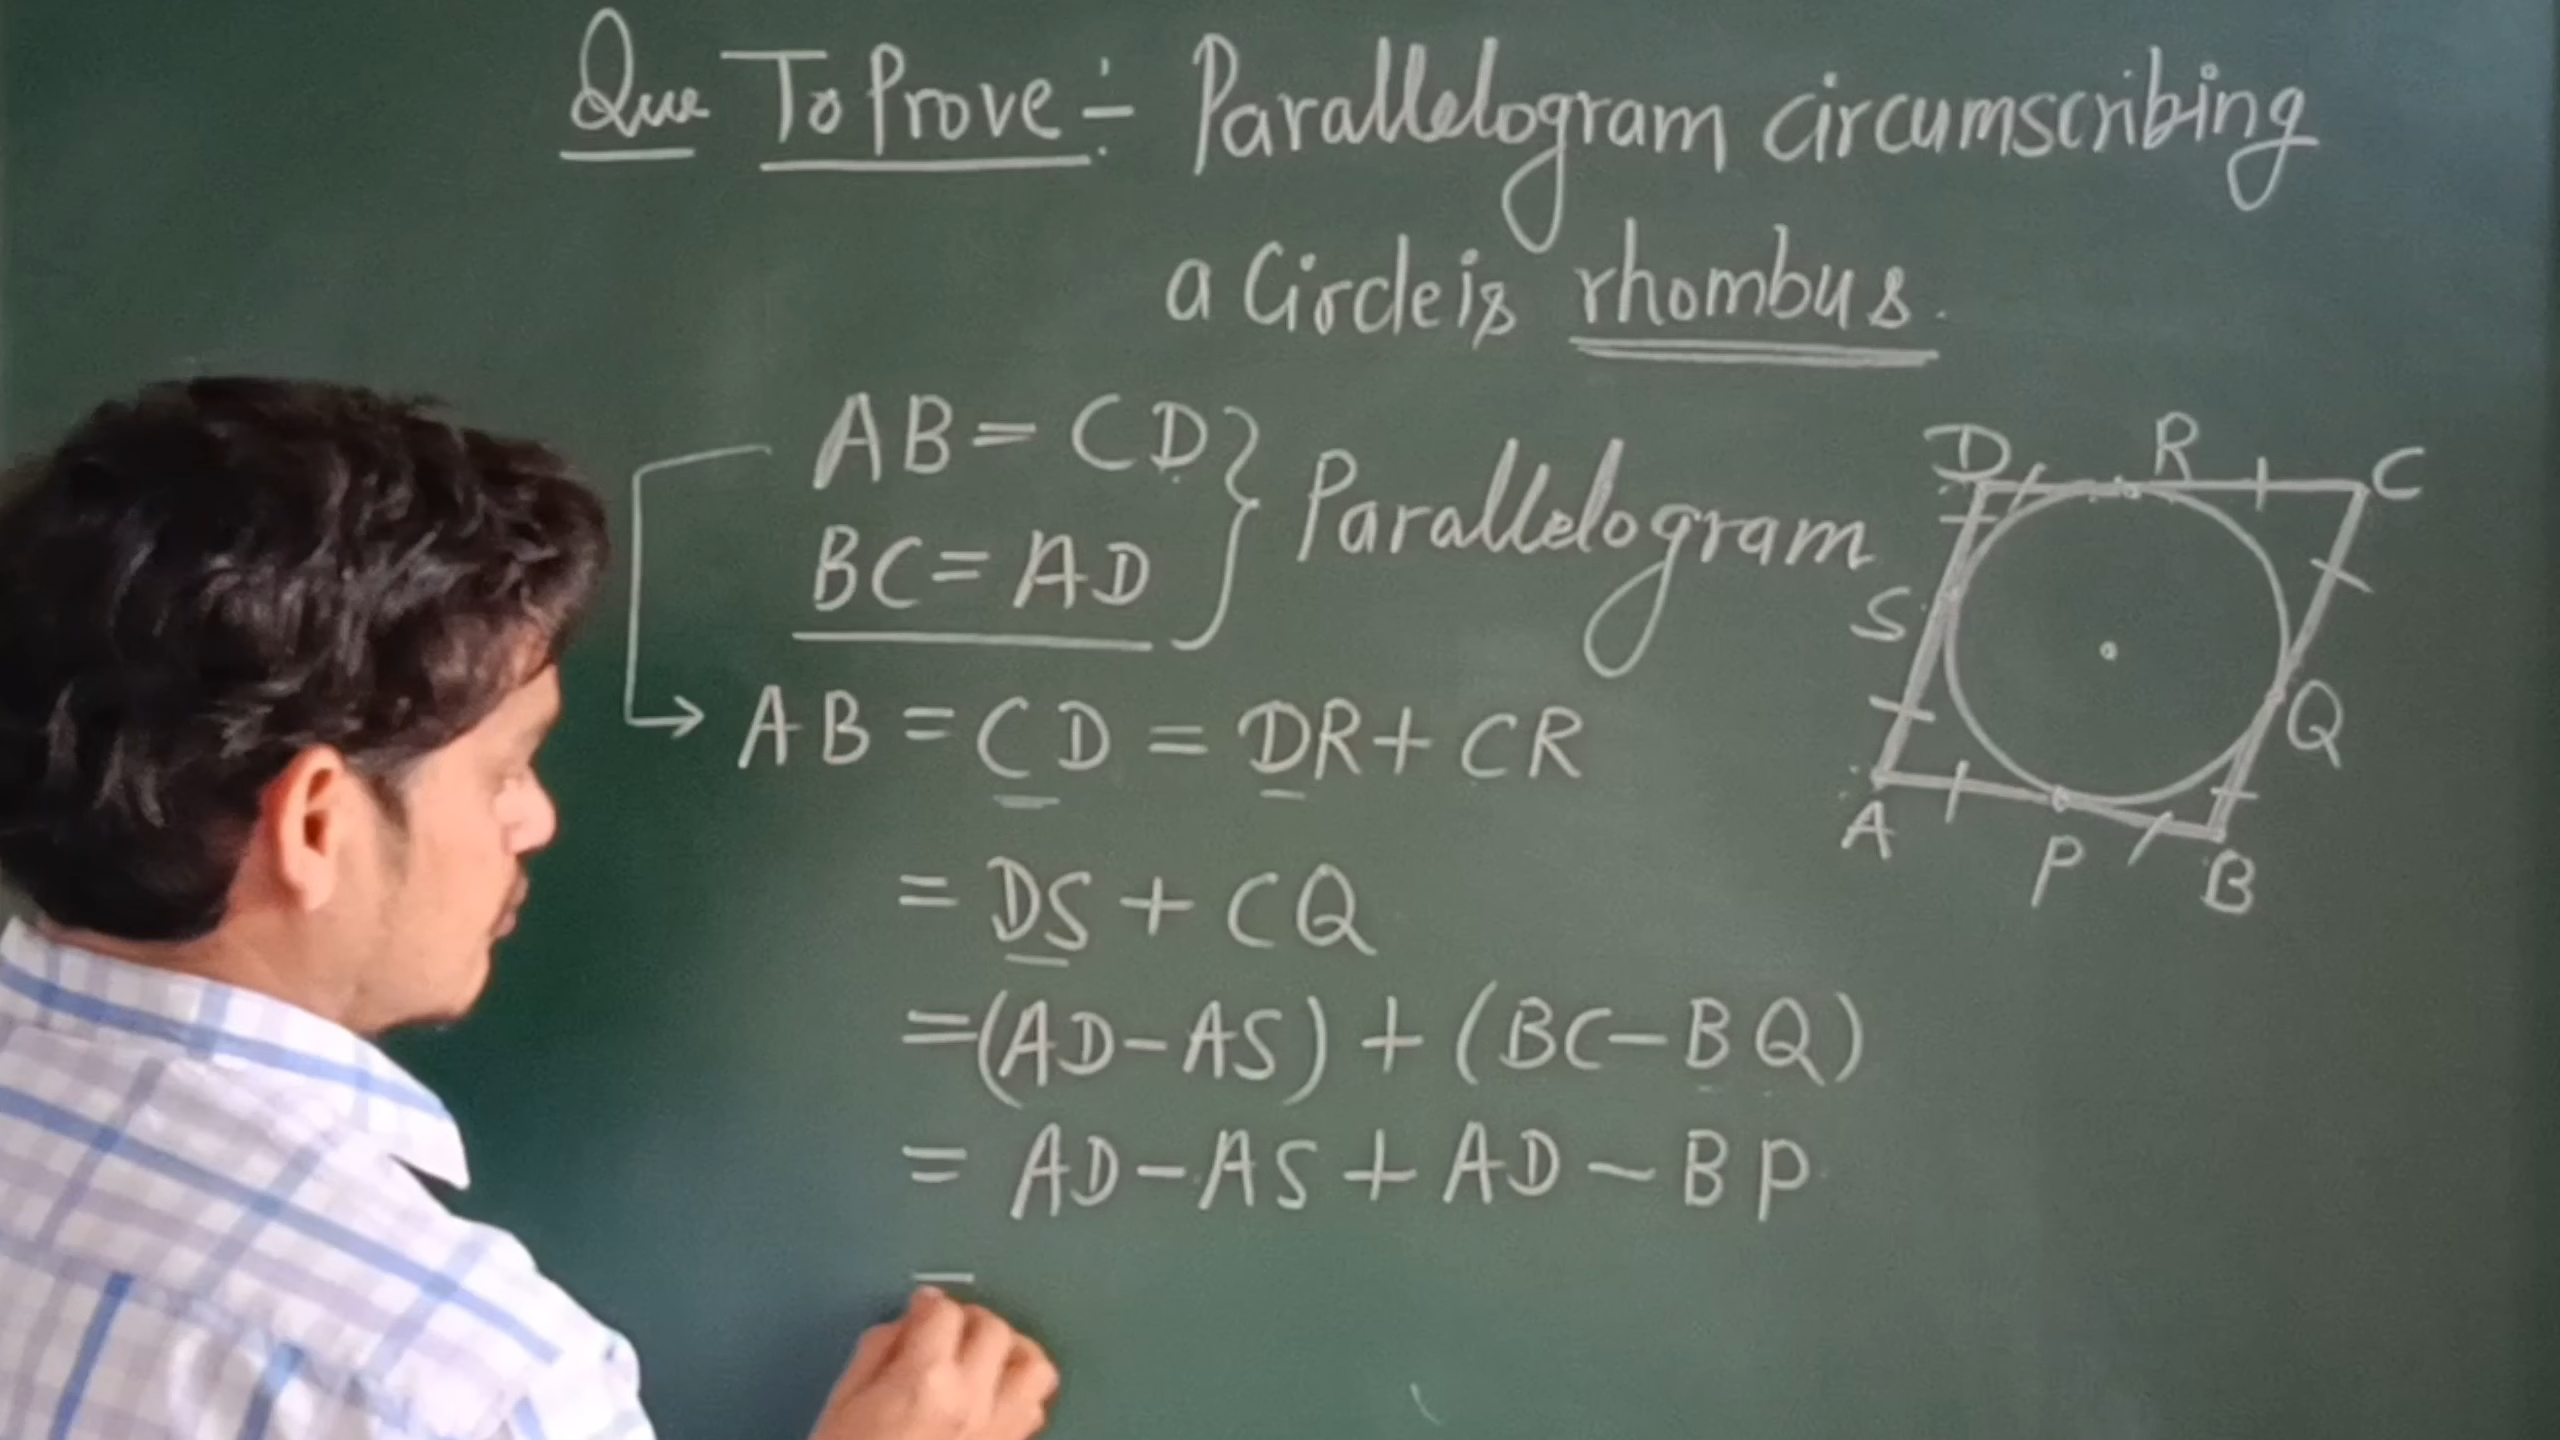 Que To Prove :- Parallelogram circumscribing
a Circle is rhombus.
AB = CD
BC = AD } Parallelogram
AB = CD = DR + CR
= DS + CQ
= (AD - AS) + (BC - BQ)
= AD - AS + AD - BP
D R C
S
Q
A P B